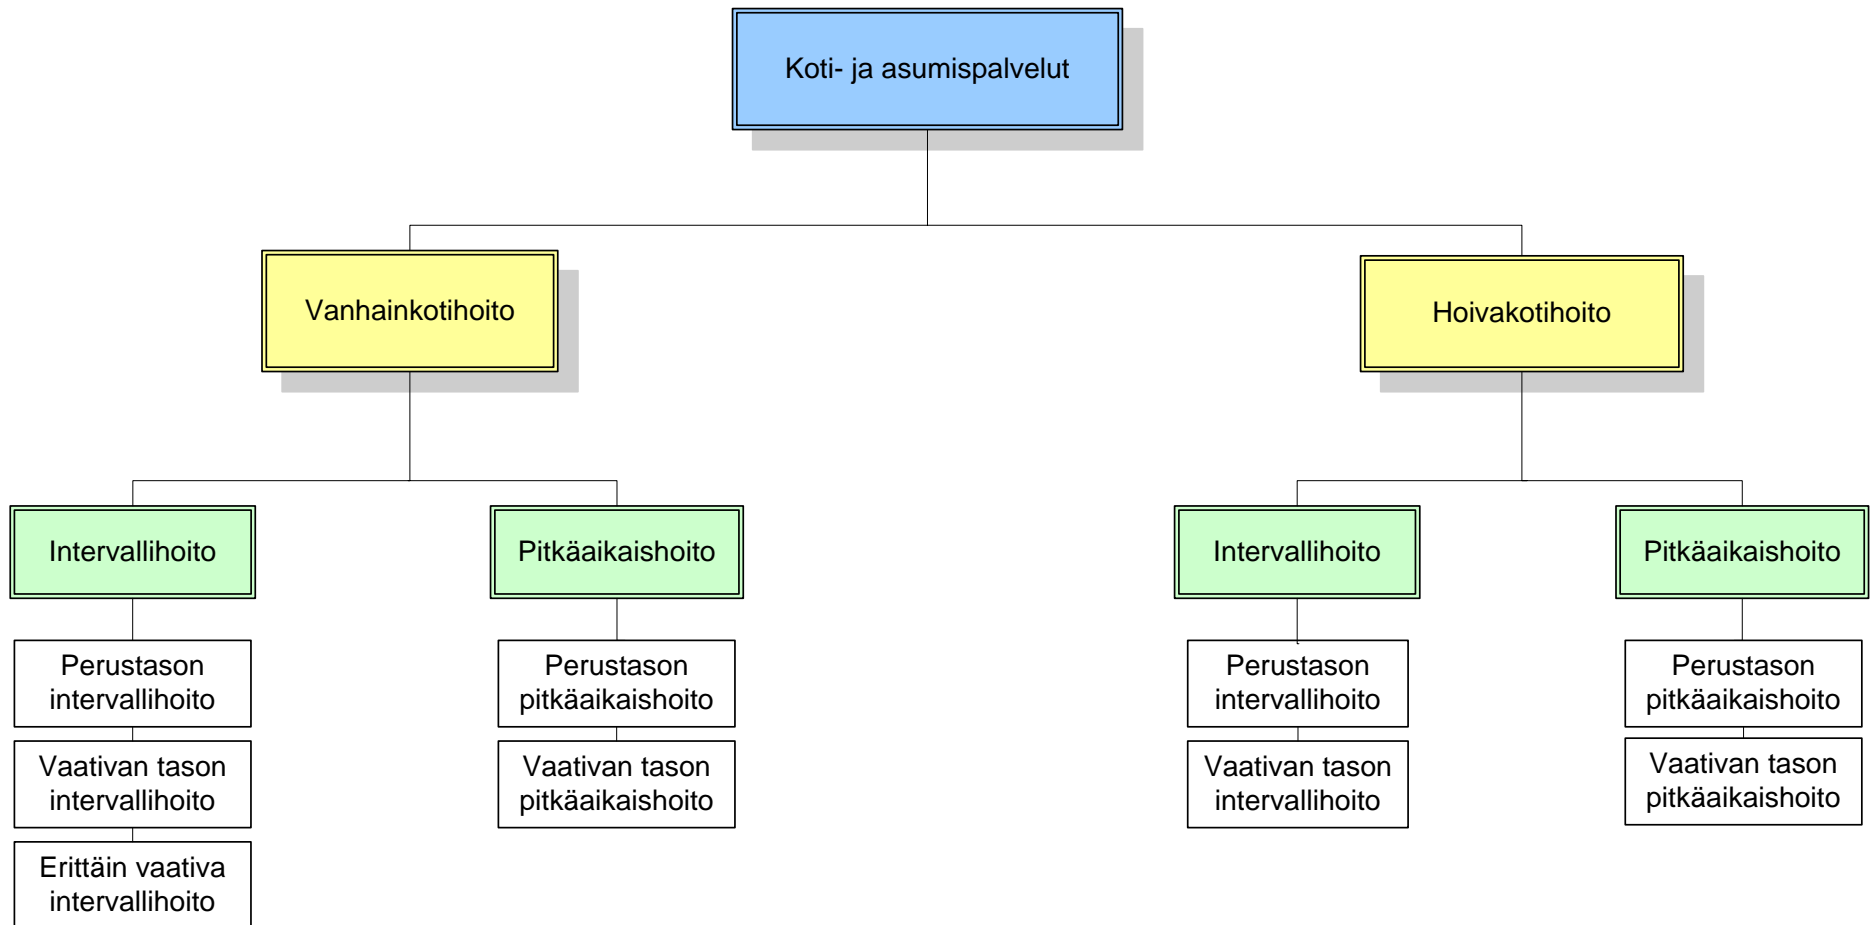 Koti- ja asumispalvelut
Vanhainkotihoito
Hoivakotihoito
Intervallihoito
Pitkäaikaishoito
Intervallihoito
Pitkäaikaishoito
Perustason
intervallihoito
Perustason
pitkäaikaishoito
Perustason
intervallihoito
Perustason
pitkäaikaishoito
Vaativan tason
intervallihoito
Vaativan tason
pitkäaikaishoito
Vaativan tason
intervallihoito
Vaativan tason
pitkäaikaishoito
Erittäin vaativa
intervallihoito